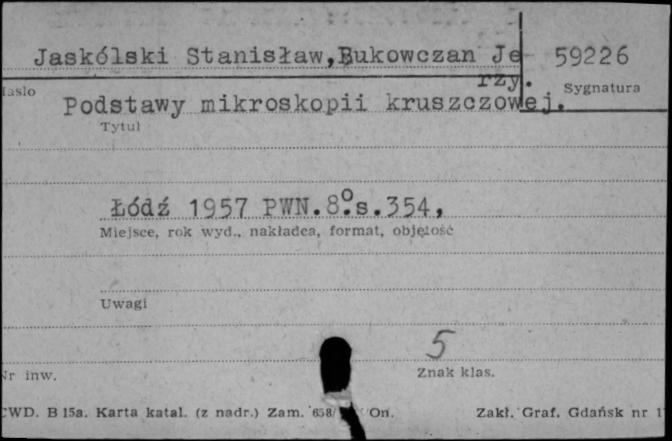 Jaskólski Stanisław,Bukowczan Je 59226
rzy.
Hasło Sygnatura
Podstawy mikroskopii kruszczowej.
Tytuł
Łódź 1957 PWN.8º.s.354,
Miejsce, rok wyd., nakładca, format, objętość
Uwagi
5
Nr inw. Znak klas.
CWD. B 15a. Karta katal. (z nadr.) Zam. 658/ On. Zakł. Graf. Gdańsk nr 1